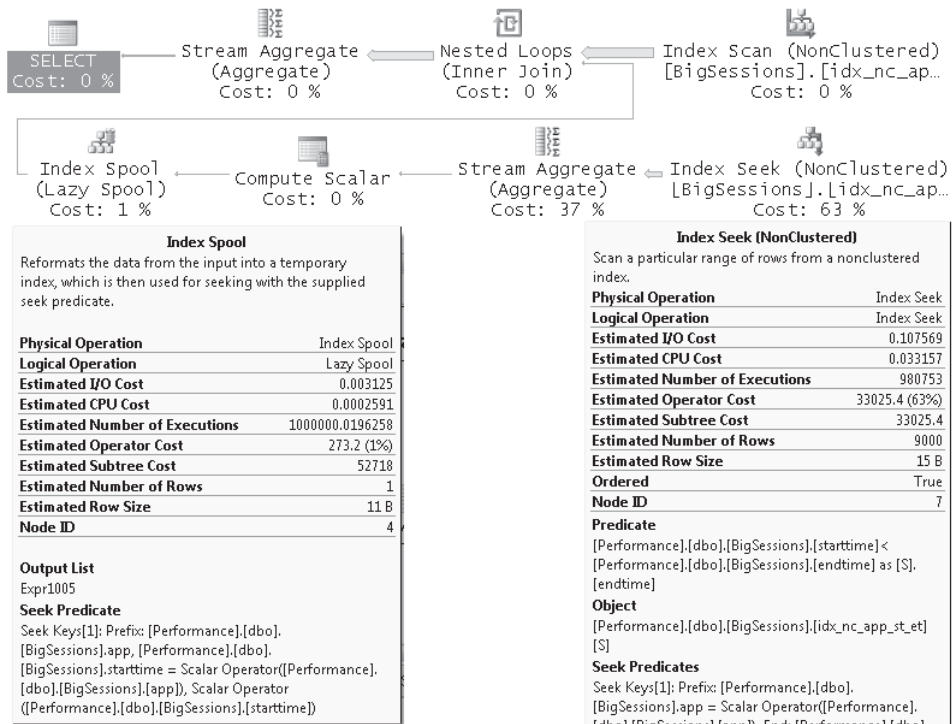 SELECT
Cost: 0 %
Stream Aggregate
(Aggregate)
Cost: 0 %
Nested Loops
(Inner Join)
Cost: 0 %
Index Scan (NonClustered)
[BigSessions].[idx_nc_ap…
Cost: 0 %
Index Spool
(Lazy Spool)
Cost: 1 %
Compute Scalar
Cost: 0 %
Stream Aggregate
(Aggregate)
Cost: 37 %
Index Seek (NonClustered)
[BigSessions].[idx_nc_ap…
Cost: 63 %
Index Spool
Reformats the data from the input into a temporary
index, which is then used for seeking with the supplied
seek predicate.
Physical Operation Index Spool
Logical Operation Lazy Spool
Estimated I/O Cost 0.003125
Estimated CPU Cost 0.0002591
Estimated Number of Executions 1000000.0196258
Estimated Operator Cost 273.2 (1%)
Estimated Subtree Cost 52718
Estimated Number of Rows 1
Estimated Row Size 11 B
Node ID 4
Output List
Expr1005
Seek Predicate
Seek Keys[1]: Prefix: [Performance].[dbo].
[BigSessions].app, [Performance].[dbo].
[BigSessions].starttime = Scalar Operator([Performance].
[dbo].[BigSessions].[app]), Scalar Operator
([Performance].[dbo].[BigSessions].[starttime])
Index Seek (NonClustered)
Scan a particular range of rows from a nonclustered
index.
Physical Operation Index Seek
Logical Operation Index Seek
Estimated I/O Cost 0.107569
Estimated CPU Cost 0.033157
Estimated Number of Executions 980753
Estimated Operator Cost 33025.4 (63%)
Estimated Subtree Cost 33025.4
Estimated Number of Rows 9000
Estimated Row Size 15 B
Ordered True
Node ID 7
Predicate
[Performance].[dbo].[BigSessions].[starttime]<
[Performance].[dbo].[BigSessions].[endtime] as [S].
[endtime]
Object
[Performance].[dbo].[BigSessions].[idx_nc_app_st_et]
[S]
Seek Predicates
Seek Keys[1]: Prefix: [Performance].[dbo].
[BigSessions].app = Scalar Operator([Performance].
[dbo].[BigSessions].[app]), End: [Performance].[dbo].